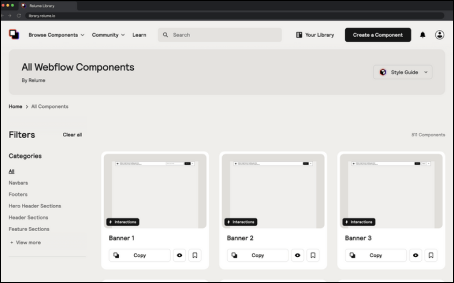 Relume Library
library.relume.io
Browse Components
Community
Learn
Search
Your Library
Create a Component
All Webflow Components
By Relume
Style Guide
Home > All Components
Filters
Clear all
Components
Categories
All
Navbars
Footers
Hero Header Sections
Header Sections
Feature Sections
+ View more
Interactions
Interactions
Interactions
Banner 1
Banner 2
Banner 3
Copy
Copy
Copy